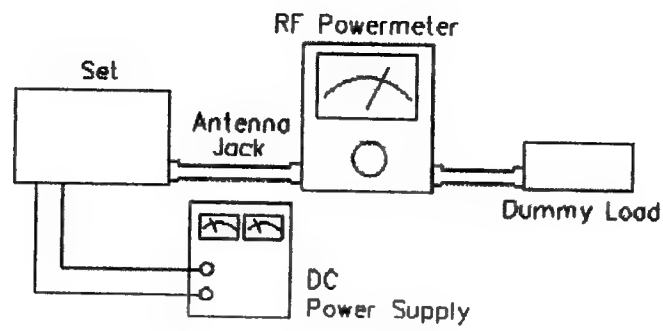 RF Powermeter
Set
Antenna
Jack
Dummy Load
DC
Power Supply